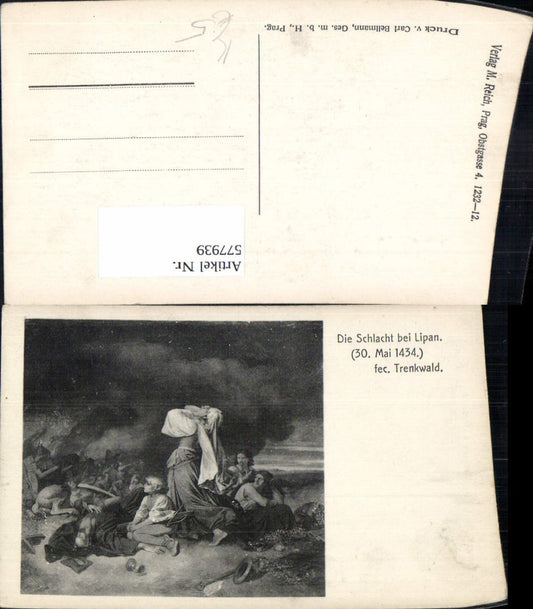 Druck v. Carl Bellmann, Ges. m. b. H., Prag.
Verlag M. Reich, Prag, Obstgasse 4. 1232—12.
Artikel Nr.
577939
Die Schlacht bei Lipan.
(30. Mai 1434.)
fec. Trenkwald.